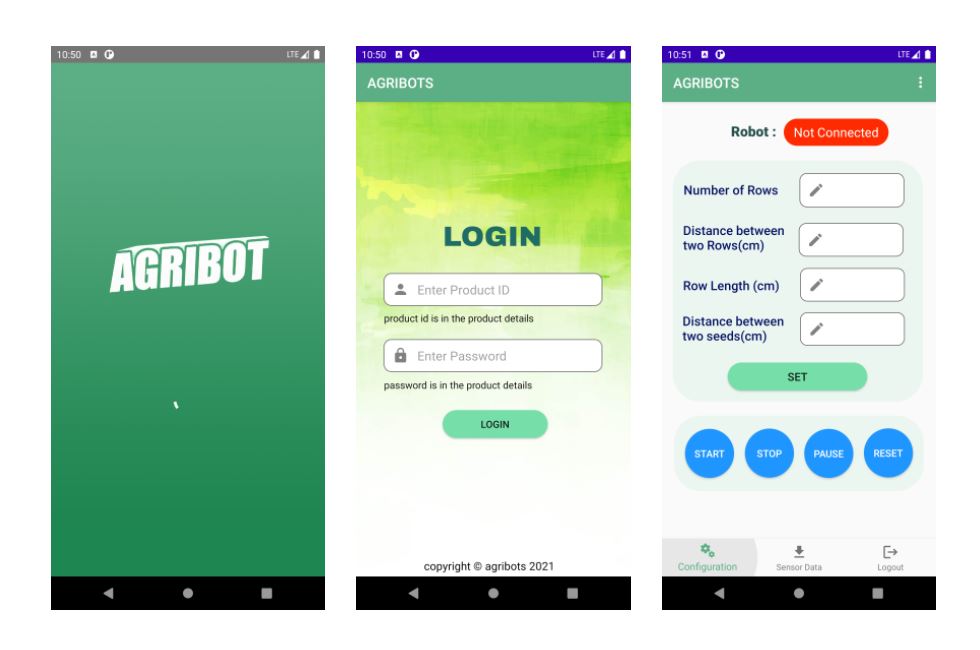 10:50
LTE
AGRIBOT
10:50
LTE
AGRIBOTS
LOGIN
Enter Product ID
product id is in the product details
Enter Password
password is in the product details
LOGIN
copyright © agribots 2021
10:51
LTE
AGRIBOTS
Robot : Not Connected
Number of Rows
Distance between
two Rows(cm)
Row Length (cm)
Distance between
two seeds(cm)
SET
START STOP PAUSE RESET
Configuration Sensor Data Logout